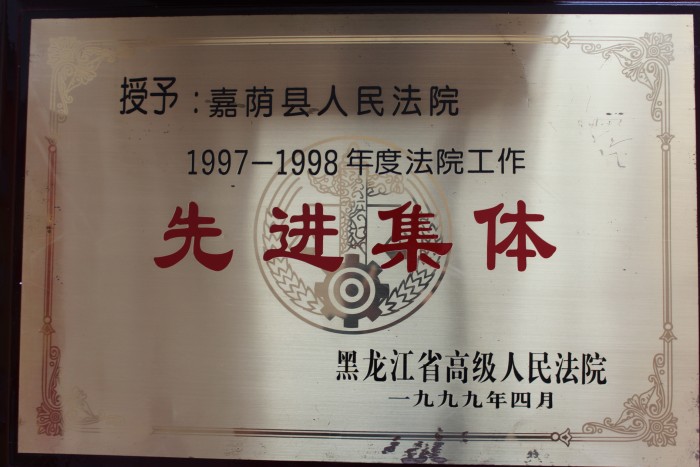 授予：嘉荫县人民法院
1997—1998年度法院工作
先进集体
黑龙江省高级人民法院
一九九九年四月